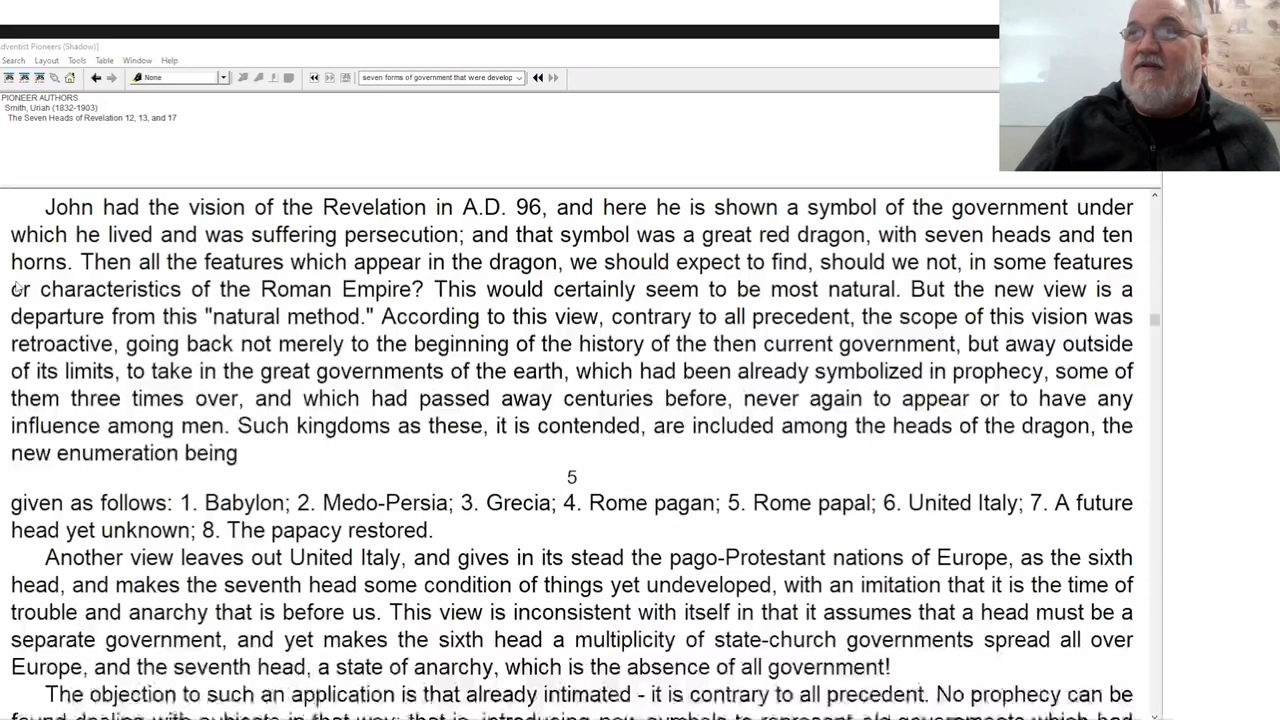 dventist Pioneers (Shadow)]
Search Layout Tools Table Window Help
None seven forms of government that were develop
PIONEER AUTHORS
Smith, Uriah (1832-1903)
The Seven Heads of Revelation 12, 13, and 17
John had the vision of the Revelation in A.D. 96, and here he is shown a symbol of the government under
which he lived and was suffering persecution; and that symbol was a great red dragon, with seven heads and ten
horns. Then all the features which appear in the dragon, we should expect to find, should we not, in some features
or characteristics of the Roman Empire? This would certainly seem to be most natural. But the new view is a
departure from this "natural method." According to this view, contrary to all precedent, the scope of this vision was
retroactive, going back not merely to the beginning of the history of the then current government, but away outside
of its limits, to take in the great governments of the earth, which had been already symbolized in prophecy, some of
them three times over, and which had passed away centuries before, never again to appear or to have any
influence among men. Such kingdoms as these, it is contended, are included among the heads of the dragon, the
new enumeration being
5
given as follows: 1. Babylon; 2. Medo-Persia; 3. Grecia; 4. Rome pagan; 5. Rome papal; 6. United Italy; 7. A future
head yet unknown; 8. The papacy restored.
Another view leaves out United Italy, and gives in its stead the pago-Protestant nations of Europe, as the sixth
head, and makes the seventh head some condition of things yet undeveloped, with an imitation that it is the time of
trouble and anarchy that is before us. This view is inconsistent with itself in that it assumes that a head must be a
separate government, and yet makes the sixth head a multiplicity of state-church governments spread all over
Europe, and the seventh head, a state of anarchy, which is the absence of all government!
The objection to such an application is that already intimated - it is contrary to all precedent. No prophecy can be
found dealing with subjects in that way; that is, introducing new symbols to represent old governments which had